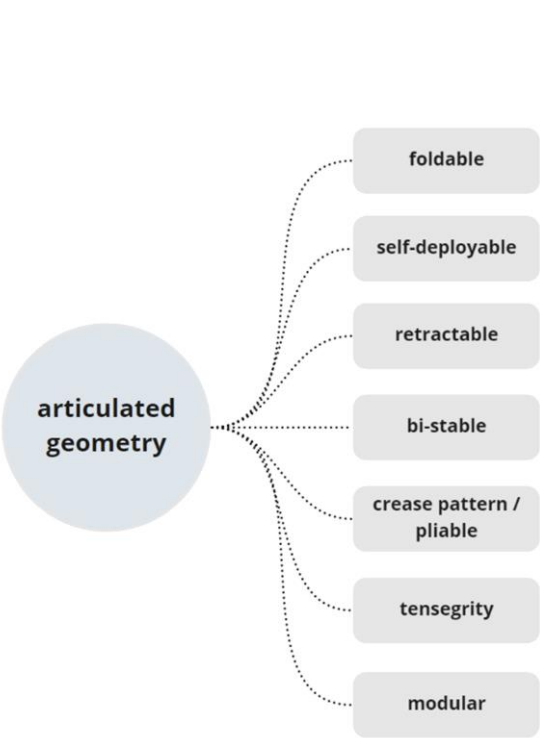 articulated
geometry
foldable
self-deployable
retractable
bi-stable
crease pattern /
pliable
tensegrity
modular